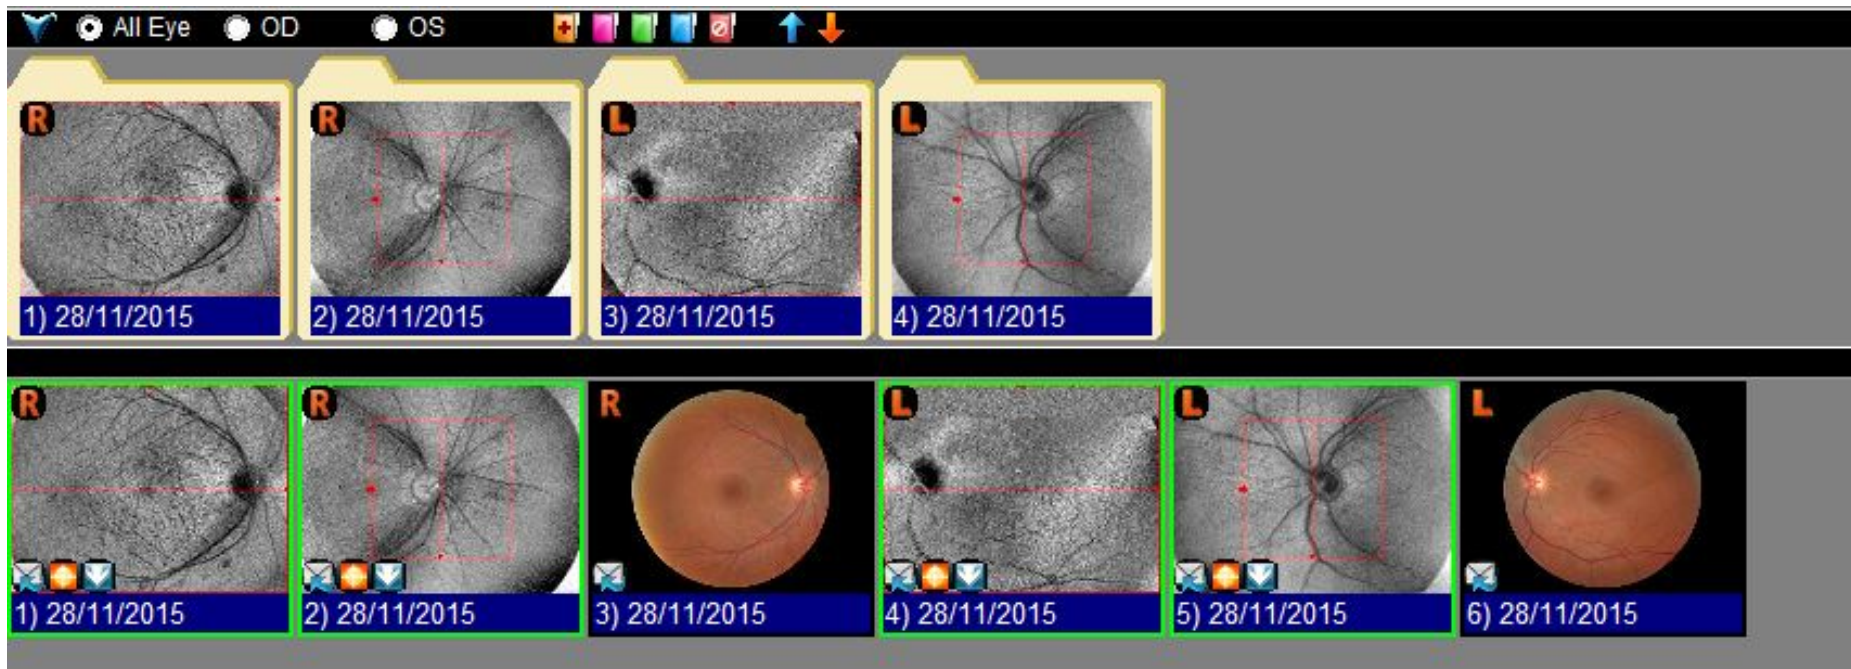 All Eye OD OS
R
R
L
L
1) 28/11/2015
2) 28/11/2015
3) 28/11/2015
4) 28/11/2015
R
R
R
L
L
L
1) 28/11/2015
2) 28/11/2015
3) 28/11/2015
4) 28/11/2015
5) 28/11/2015
6) 28/11/2015